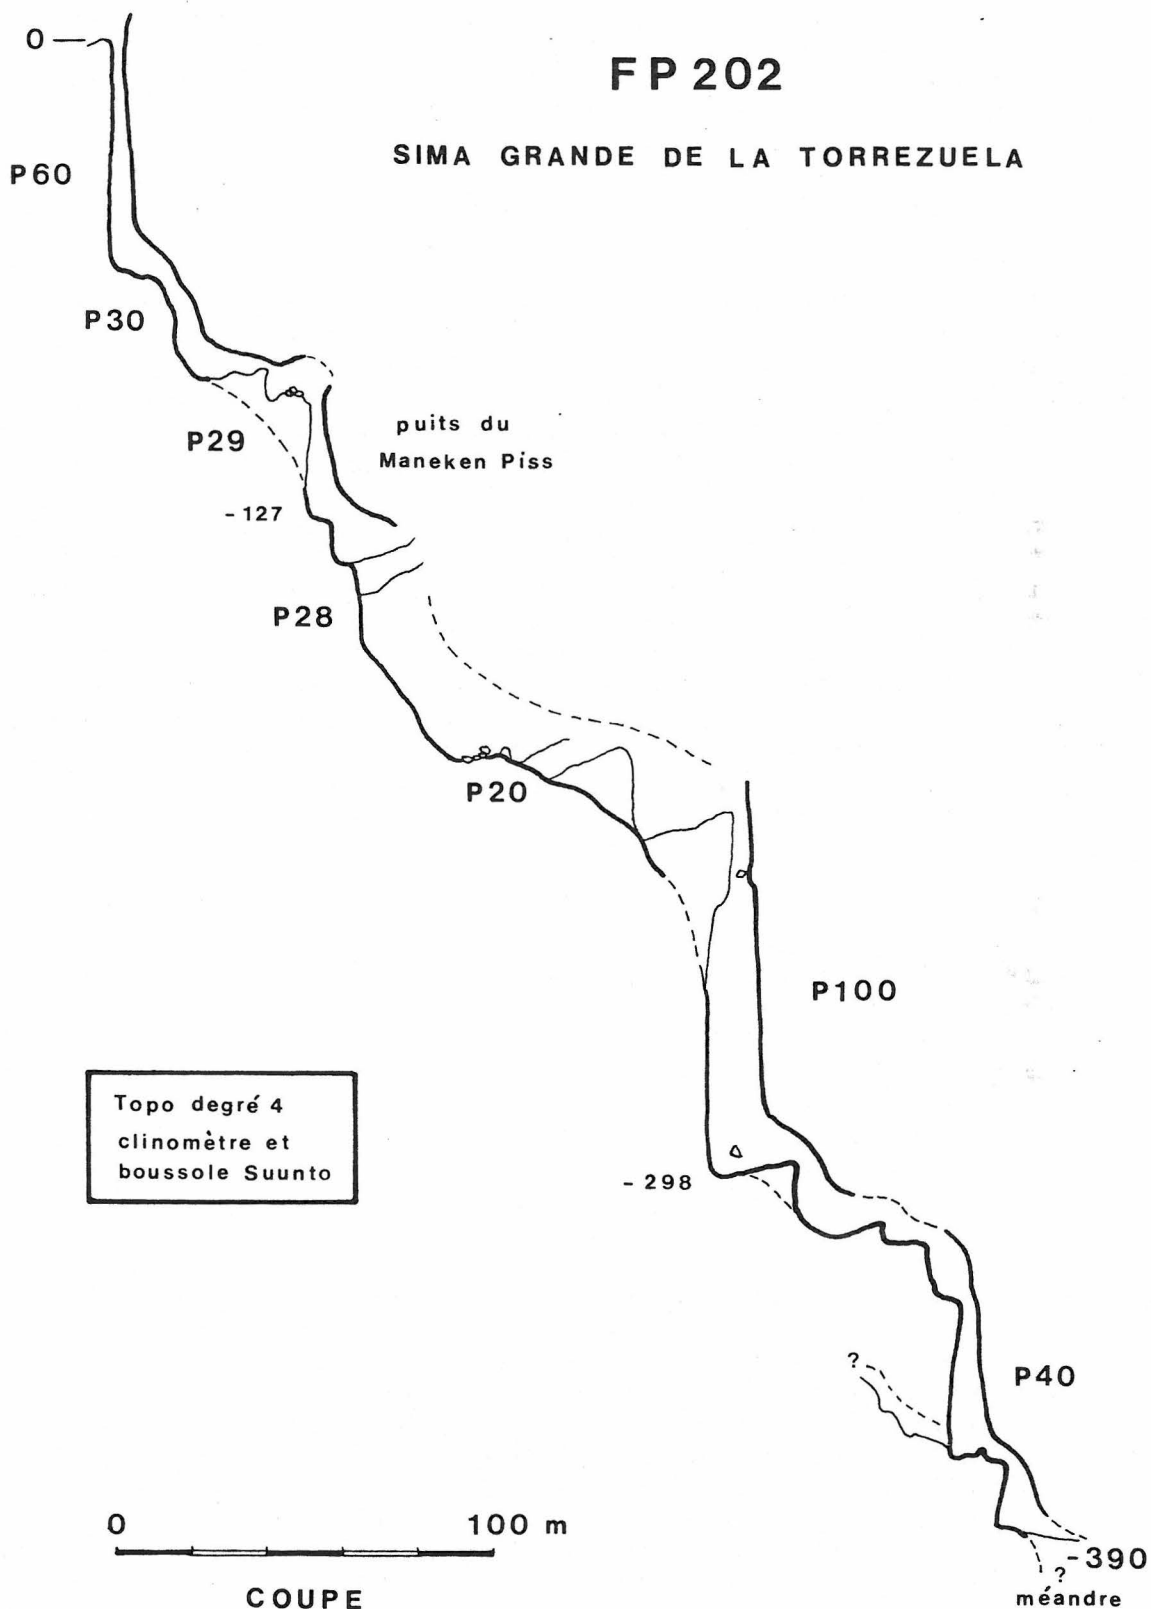 0
FP 202
SIMA GRANDE DE LA TORREZUELA
P60
P30
P29
puits du
Maneken Piss
- 127
P28
P20
P100
Topo degré 4
clinomètre et
boussole Suunto
- 298
?
P40
0 100 m
COUPE
-390
?
méandre